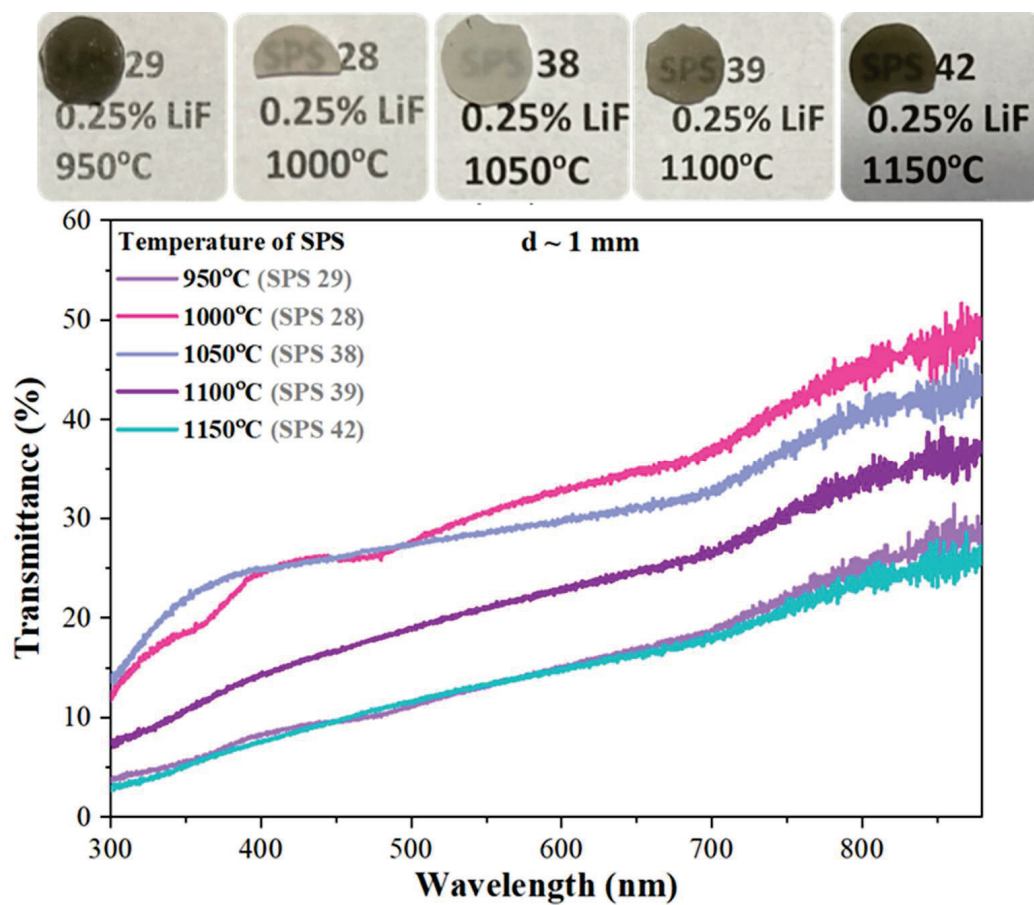 SPS 29
0.25% LiF
950°C
SPS 28
0.25% LiF
1000°C
SPS 38
0.25% LiF
1050°C
SPS 39
0.25% LiF
1100°C
SPS 42
0.25% LiF
1150°C
Temperature of SPS
d ~ 1 mm
950°C (SPS 29)
1000°C (SPS 28)
1050°C (SPS 38)
1100°C (SPS 39)
1150°C (SPS 42)
Transmittance (%)
60
50
40
30
20
10
0
300 400 500 600 700 800
Wavelength (nm)